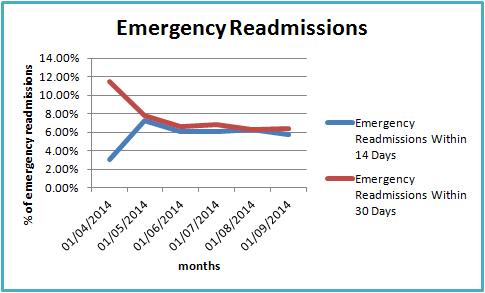 Emergency Readmissions
% of emergency readmissions
14.00%
12.00%
10.00%
8.00%
6.00%
4.00%
2.00%
0.00%
01/04/2014
01/05/2014
01/06/2014
01/07/2014
01/08/2014
01/09/2014
months
Emergency
Readmissions Within
14 Days
Emergency
Readmissions Within
30 Days